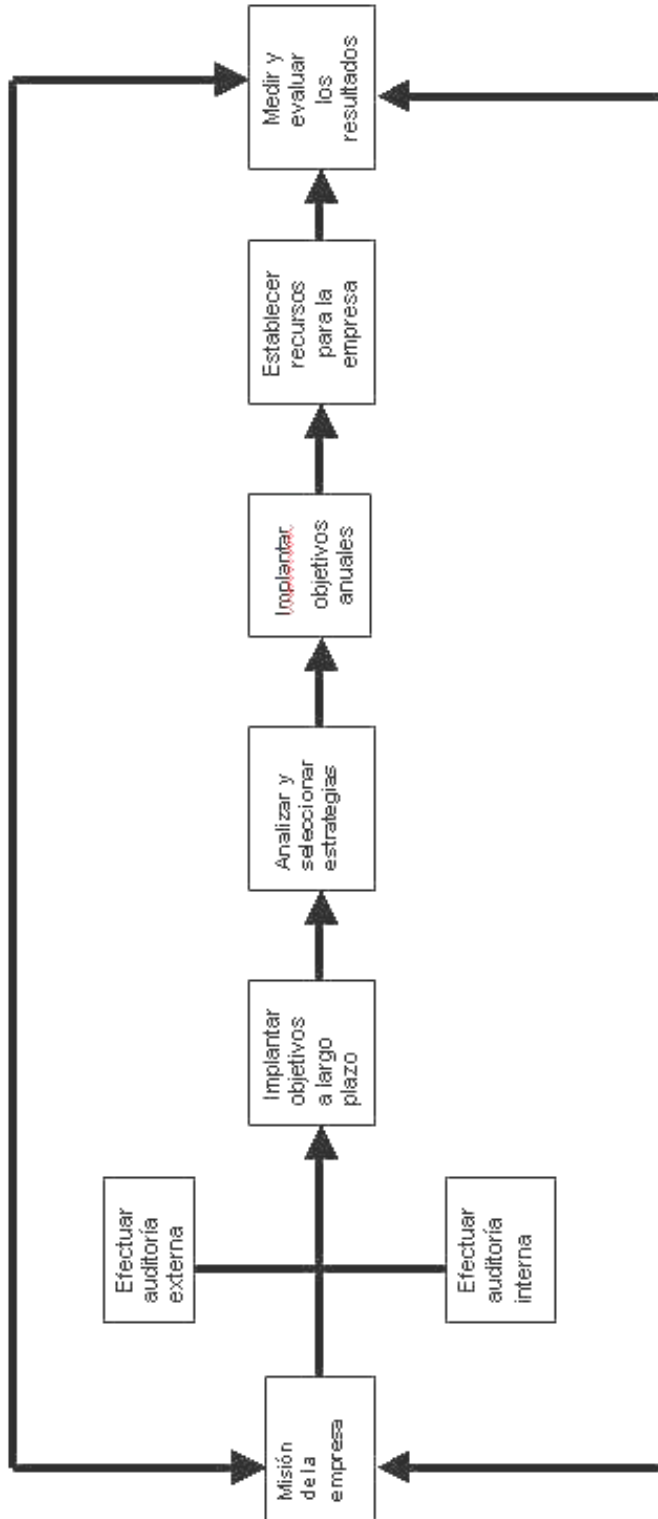 Misión
de la
empresa
Efectuar
auditoría
externa
Efectuar
auditoría
interna
Implantar
objetivos
a largo
plazo
Analizar y
seleccionar
estrategias
Implantar
objetivos
anuales
Establecer
recursos
para la
empresa
Medir y
evaluar
los
resultados